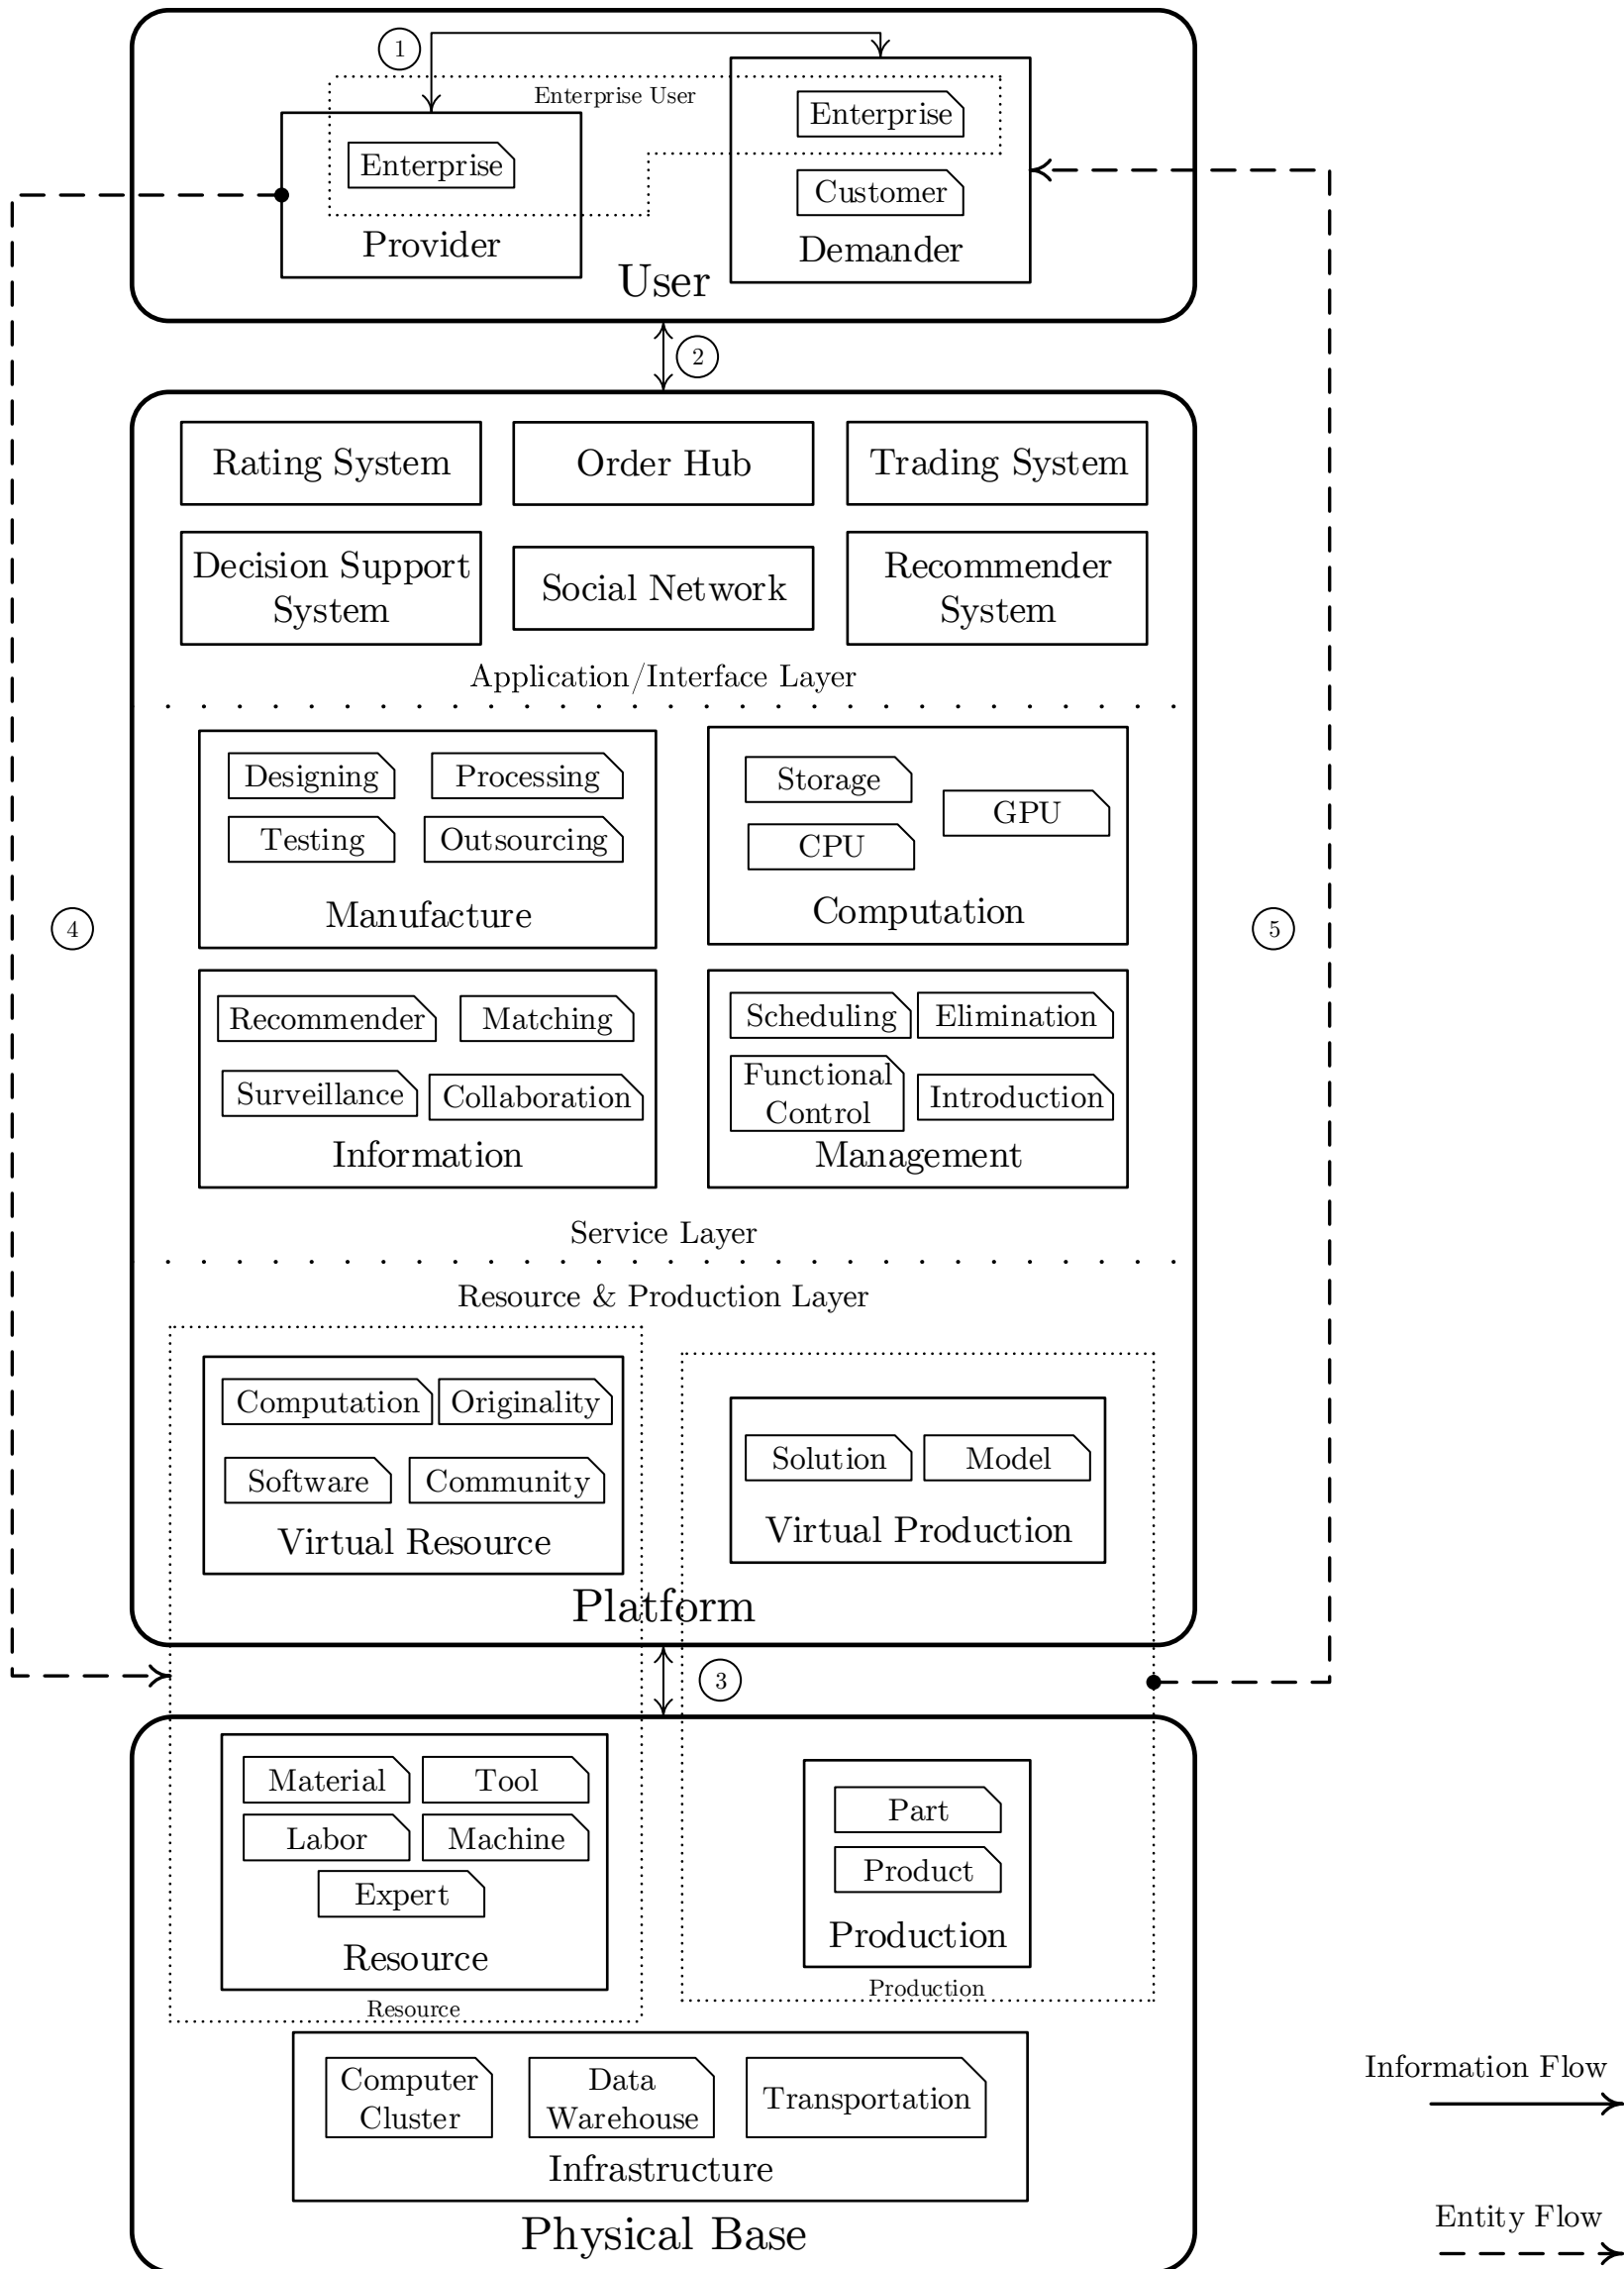 1
Enterprise User
Enterprise
Enterprise
Customer
Provider
Demander
User
2
Rating System
Order Hub
Trading System
Decision Support
System
Social Network
Recommender
System
Application/Interface Layer
Designing
Processing
Testing
Outsourcing
Manufacture
Storage
GPU
CPU
Computation
4
5
Recommender
Matching
Surveillance
Collaboration
Information
Scheduling
Elimination
Functional
Control
Introduction
Management
Service Layer
Resource & Production Layer
Computation
Originality
Software
Community
Virtual Resource
Solution
Model
Virtual Production
Platform
3
Material
Tool
Labor
Machine
Expert
Resource
Resource
Part
Product
Production
Production
Computer
Cluster
Data
Warehouse
Transportation
Infrastructure
Physical Base
Information Flow
Entity Flow